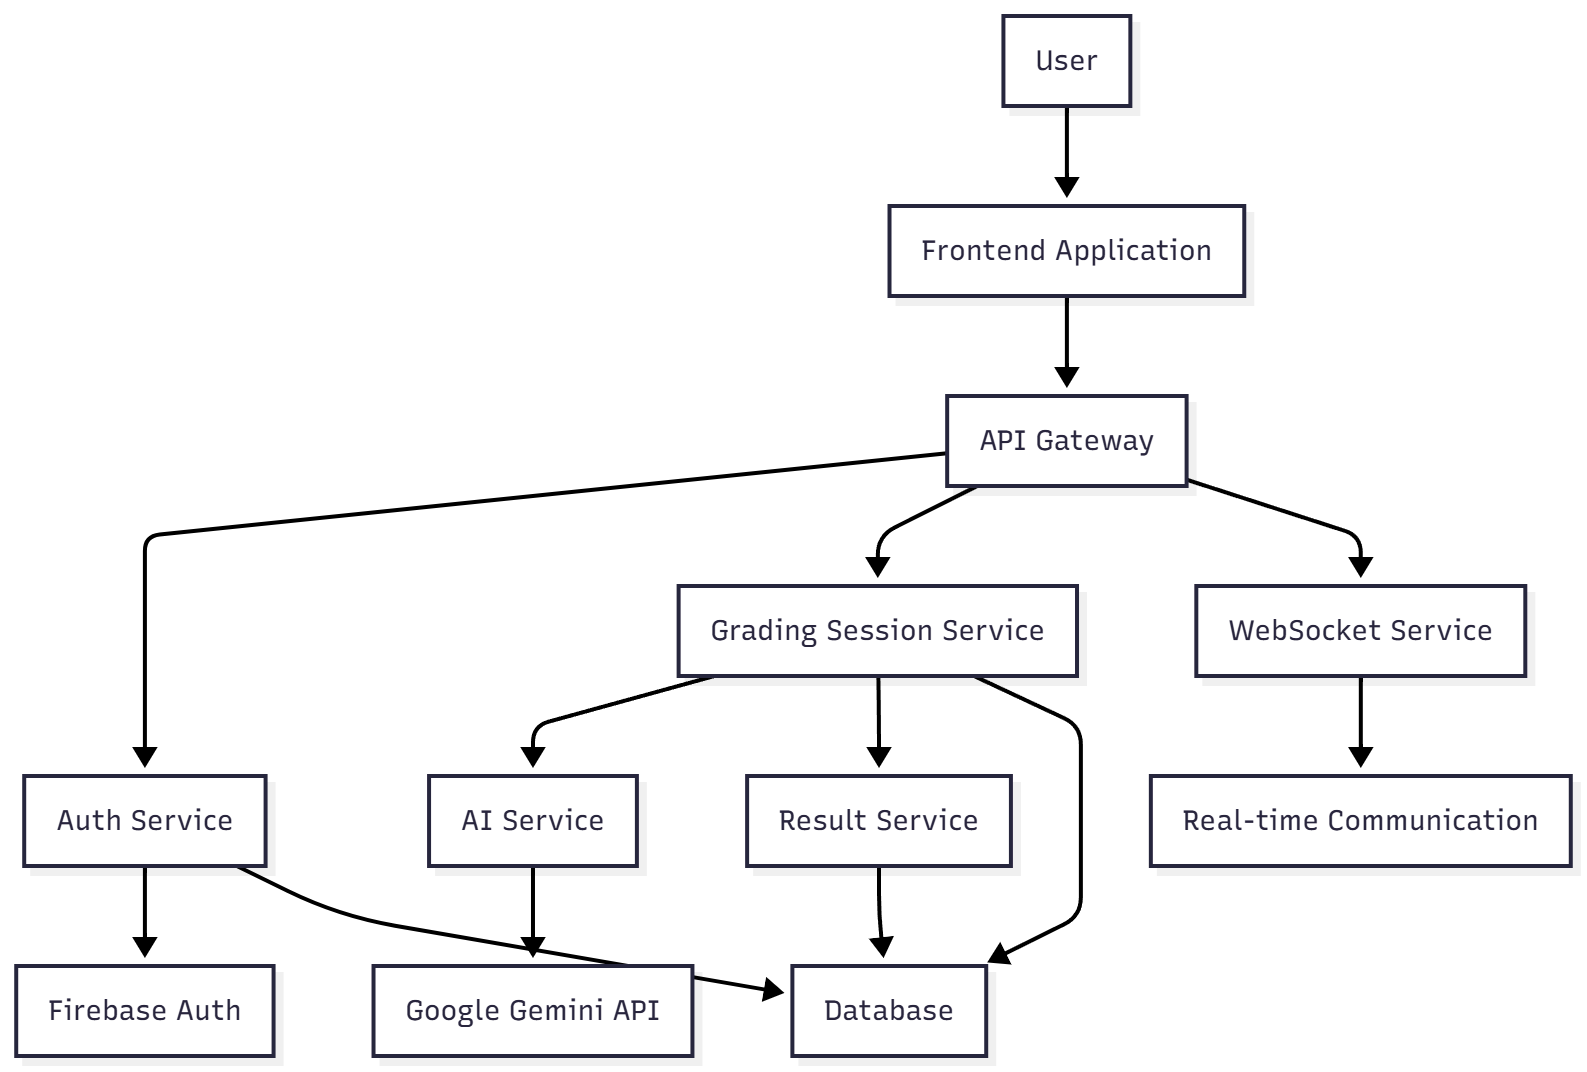 User
Frontend Application
API Gateway
Grading Session Service
WebSocket Service
Auth Service
AI Service
Result Service
Real-time Communication
Firebase Auth
Google Gemini API
Database